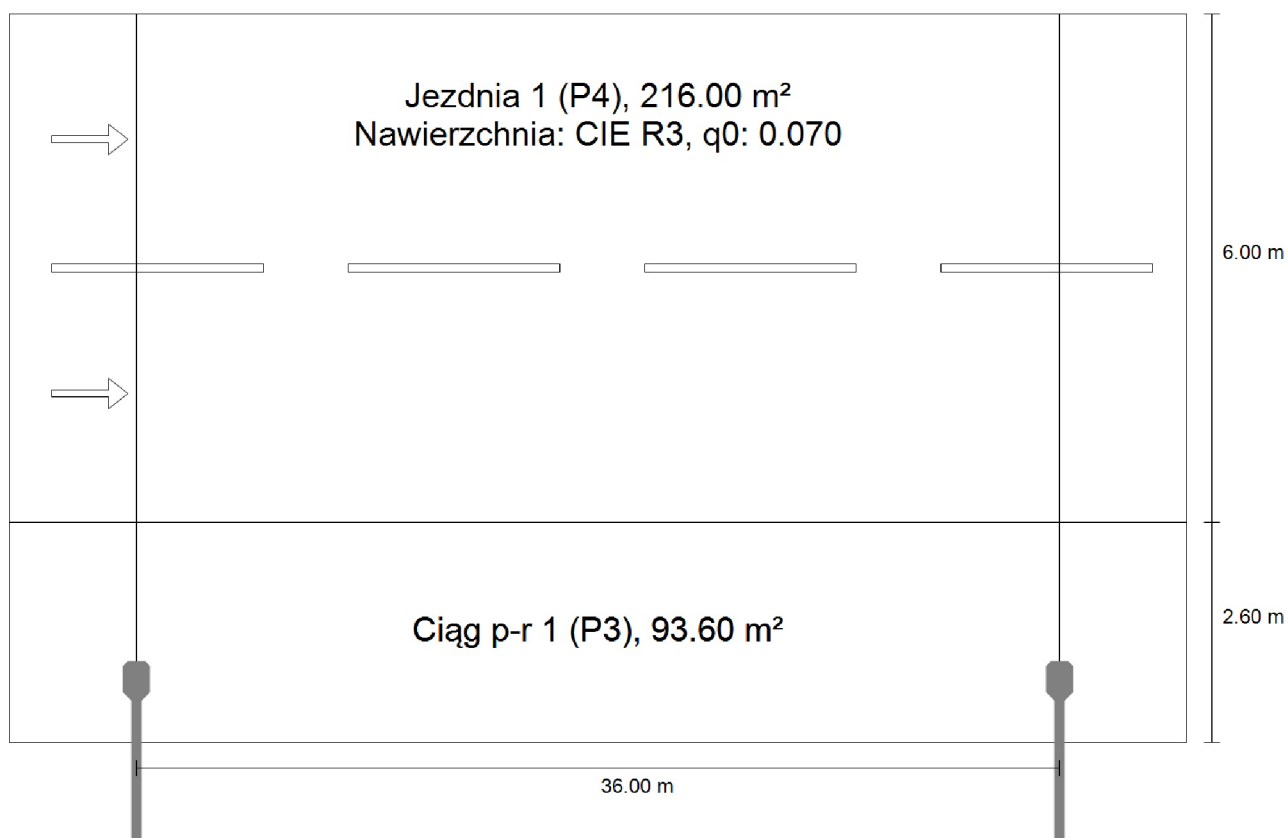 Jezdnia 1 (P4), 216.00 m²
Nawierzchnia: CIE R3, q0: 0.070
6.00 m
Ciąg p-r 1 (P3), 93.60 m²
2.60 m
36.00 m